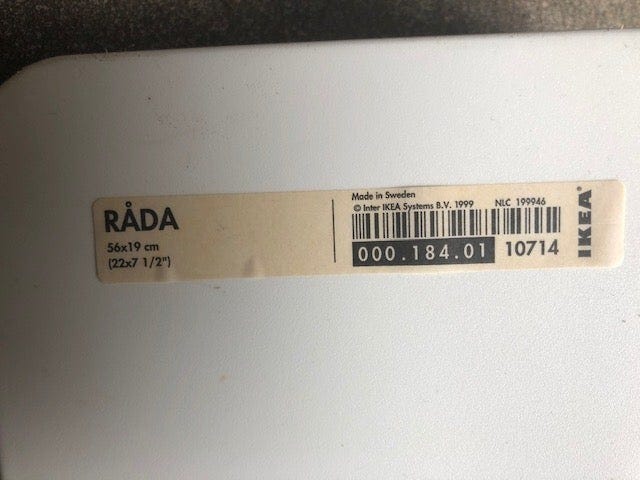 RÅDA
56x19 cm
(22x7 1/2")
Made in Sweden
© Inter IKEA Systems B.V. 1999 NLC 199946
000.184.01 10714
IKEA®